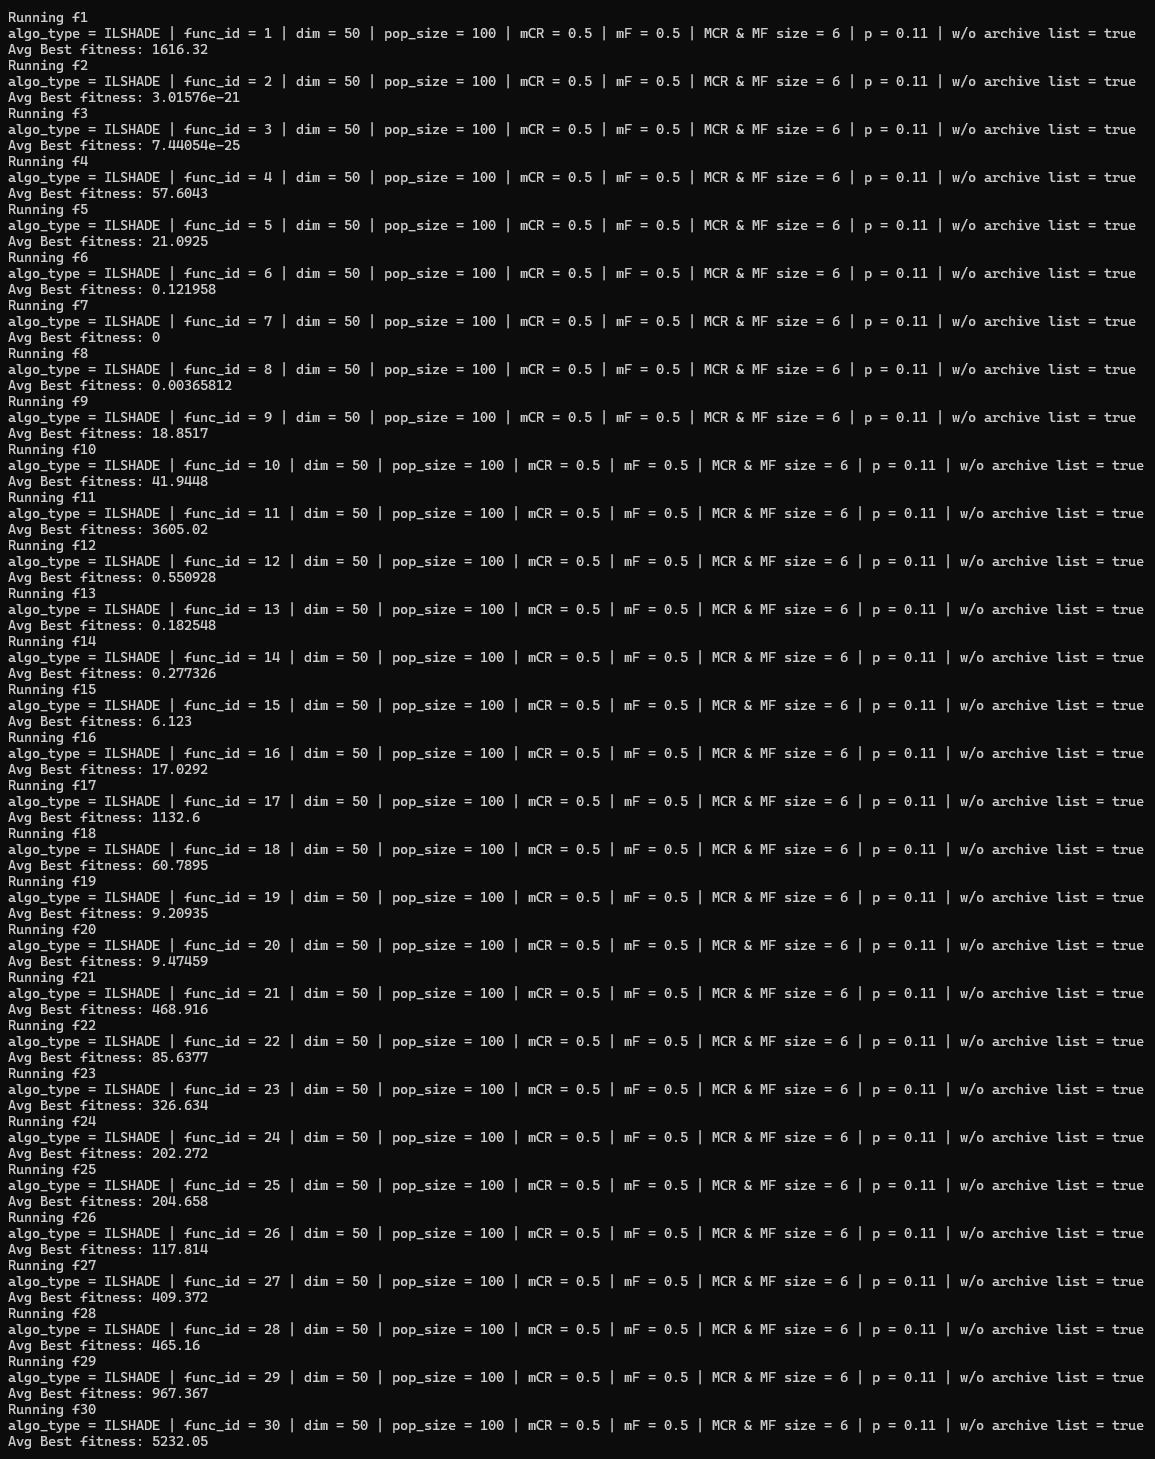 Running f1
algo_type = ILSHADE | func_id = 1 | dim = 50 | pop_size = 100 | mCR = 0.5 | mF = 0.5 | MCR & MF size = 6 | p = 0.11 | w/o archive list = true
Avg Best fitness: 1616.32
Running f2
algo_type = ILSHADE | func_id = 2 | dim = 50 | pop_size = 100 | mCR = 0.5 | mF = 0.5 | MCR & MF size = 6 | p = 0.11 | w/o archive list = true
Avg Best fitness: 3.01576e-21
Running f3
algo_type = ILSHADE | func_id = 3 | dim = 50 | pop_size = 100 | mCR = 0.5 | mF = 0.5 | MCR & MF size = 6 | p = 0.11 | w/o archive list = true
Avg Best fitness: 7.44054e-25
Running f4
algo_type = ILSHADE | func_id = 4 | dim = 50 | pop_size = 100 | mCR = 0.5 | mF = 0.5 | MCR & MF size = 6 | p = 0.11 | w/o archive list = true
Avg Best fitness: 57.6043
Running f5
algo_type = ILSHADE | func_id = 5 | dim = 50 | pop_size = 100 | mCR = 0.5 | mF = 0.5 | MCR & MF size = 6 | p = 0.11 | w/o archive list = true
Avg Best fitness: 21.0925
Running f6
algo_type = ILSHADE | func_id = 6 | dim = 50 | pop_size = 100 | mCR = 0.5 | mF = 0.5 | MCR & MF size = 6 | p = 0.11 | w/o archive list = true
Avg Best fitness: 0.121958
Running f7
algo_type = ILSHADE | func_id = 7 | dim = 50 | pop_size = 100 | mCR = 0.5 | mF = 0.5 | MCR & MF size = 6 | p = 0.11 | w/o archive list = true
Avg Best fitness: 0
Running f8
algo_type = ILSHADE | func_id = 8 | dim = 50 | pop_size = 100 | mCR = 0.5 | mF = 0.5 | MCR & MF size = 6 | p = 0.11 | w/o archive list = true
Avg Best fitness: 0.00365812
Running f9
algo_type = ILSHADE | func_id = 9 | dim = 50 | pop_size = 100 | mCR = 0.5 | mF = 0.5 | MCR & MF size = 6 | p = 0.11 | w/o archive list = true
Avg Best fitness: 18.8517
Running f10
algo_type = ILSHADE | func_id = 10 | dim = 50 | pop_size = 100 | mCR = 0.5 | mF = 0.5 | MCR & MF size = 6 | p = 0.11 | w/o archive list = true
Avg Best fitness: 41.9448
Running f11
algo_type = ILSHADE | func_id = 11 | dim = 50 | pop_size = 100 | mCR = 0.5 | mF = 0.5 | MCR & MF size = 6 | p = 0.11 | w/o archive list = true
Avg Best fitness: 3605.02
Running f12
algo_type = ILSHADE | func_id = 12 | dim = 50 | pop_size = 100 | mCR = 0.5 | mF = 0.5 | MCR & MF size = 6 | p = 0.11 | w/o archive list = true
Avg Best fitness: 0.550928
Running f13
algo_type = ILSHADE | func_id = 13 | dim = 50 | pop_size = 100 | mCR = 0.5 | mF = 0.5 | MCR & MF size = 6 | p = 0.11 | w/o archive list = true
Avg Best fitness: 0.182548
Running f14
algo_type = ILSHADE | func_id = 14 | dim = 50 | pop_size = 100 | mCR = 0.5 | mF = 0.5 | MCR & MF size = 6 | p = 0.11 | w/o archive list = true
Avg Best fitness: 0.277326
Running f15
algo_type = ILSHADE | func_id = 15 | dim = 50 | pop_size = 100 | mCR = 0.5 | mF = 0.5 | MCR & MF size = 6 | p = 0.11 | w/o archive list = true
Avg Best fitness: 6.123
Running f16
algo_type = ILSHADE | func_id = 16 | dim = 50 | pop_size = 100 | mCR = 0.5 | mF = 0.5 | MCR & MF size = 6 | p = 0.11 | w/o archive list = true
Avg Best fitness: 17.0292
Running f17
algo_type = ILSHADE | func_id = 17 | dim = 50 | pop_size = 100 | mCR = 0.5 | mF = 0.5 | MCR & MF size = 6 | p = 0.11 | w/o archive list = true
Avg Best fitness: 1132.6
Running f18
algo_type = ILSHADE | func_id = 18 | dim = 50 | pop_size = 100 | mCR = 0.5 | mF = 0.5 | MCR & MF size = 6 | p = 0.11 | w/o archive list = true
Avg Best fitness: 60.7895
Running f19
algo_type = ILSHADE | func_id = 19 | dim = 50 | pop_size = 100 | mCR = 0.5 | mF = 0.5 | MCR & MF size = 6 | p = 0.11 | w/o archive list = true
Avg Best fitness: 9.20935
Running f20
algo_type = ILSHADE | func_id = 20 | dim = 50 | pop_size = 100 | mCR = 0.5 | mF = 0.5 | MCR & MF size = 6 | p = 0.11 | w/o archive list = true
Avg Best fitness: 9.47459
Running f21
algo_type = ILSHADE | func_id = 21 | dim = 50 | pop_size = 100 | mCR = 0.5 | mF = 0.5 | MCR & MF size = 6 | p = 0.11 | w/o archive list = true
Avg Best fitness: 468.916
Running f22
algo_type = ILSHADE | func_id = 22 | dim = 50 | pop_size = 100 | mCR = 0.5 | mF = 0.5 | MCR & MF size = 6 | p = 0.11 | w/o archive list = true
Avg Best fitness: 85.6377
Running f23
algo_type = ILSHADE | func_id = 23 | dim = 50 | pop_size = 100 | mCR = 0.5 | mF = 0.5 | MCR & MF size = 6 | p = 0.11 | w/o archive list = true
Avg Best fitness: 326.634
Running f24
algo_type = ILSHADE | func_id = 24 | dim = 50 | pop_size = 100 | mCR = 0.5 | mF = 0.5 | MCR & MF size = 6 | p = 0.11 | w/o archive list = true
Avg Best fitness: 202.272
Running f25
algo_type = ILSHADE | func_id = 25 | dim = 50 | pop_size = 100 | mCR = 0.5 | mF = 0.5 | MCR & MF size = 6 | p = 0.11 | w/o archive list = true
Avg Best fitness: 204.658
Running f26
algo_type = ILSHADE | func_id = 26 | dim = 50 | pop_size = 100 | mCR = 0.5 | mF = 0.5 | MCR & MF size = 6 | p = 0.11 | w/o archive list = true
Avg Best fitness: 117.814
Running f27
algo_type = ILSHADE | func_id = 27 | dim = 50 | pop_size = 100 | mCR = 0.5 | mF = 0.5 | MCR & MF size = 6 | p = 0.11 | w/o archive list = true
Avg Best fitness: 409.372
Running f28
algo_type = ILSHADE | func_id = 28 | dim = 50 | pop_size = 100 | mCR = 0.5 | mF = 0.5 | MCR & MF size = 6 | p = 0.11 | w/o archive list = true
Avg Best fitness: 465.16
Running f29
algo_type = ILSHADE | func_id = 29 | dim = 50 | pop_size = 100 | mCR = 0.5 | mF = 0.5 | MCR & MF size = 6 | p = 0.11 | w/o archive list = true
Avg Best fitness: 967.367
Running f30
algo_type = ILSHADE | func_id = 30 | dim = 50 | pop_size = 100 | mCR = 0.5 | mF = 0.5 | MCR & MF size = 6 | p = 0.11 | w/o archive list = true
Avg Best fitness: 5232.05